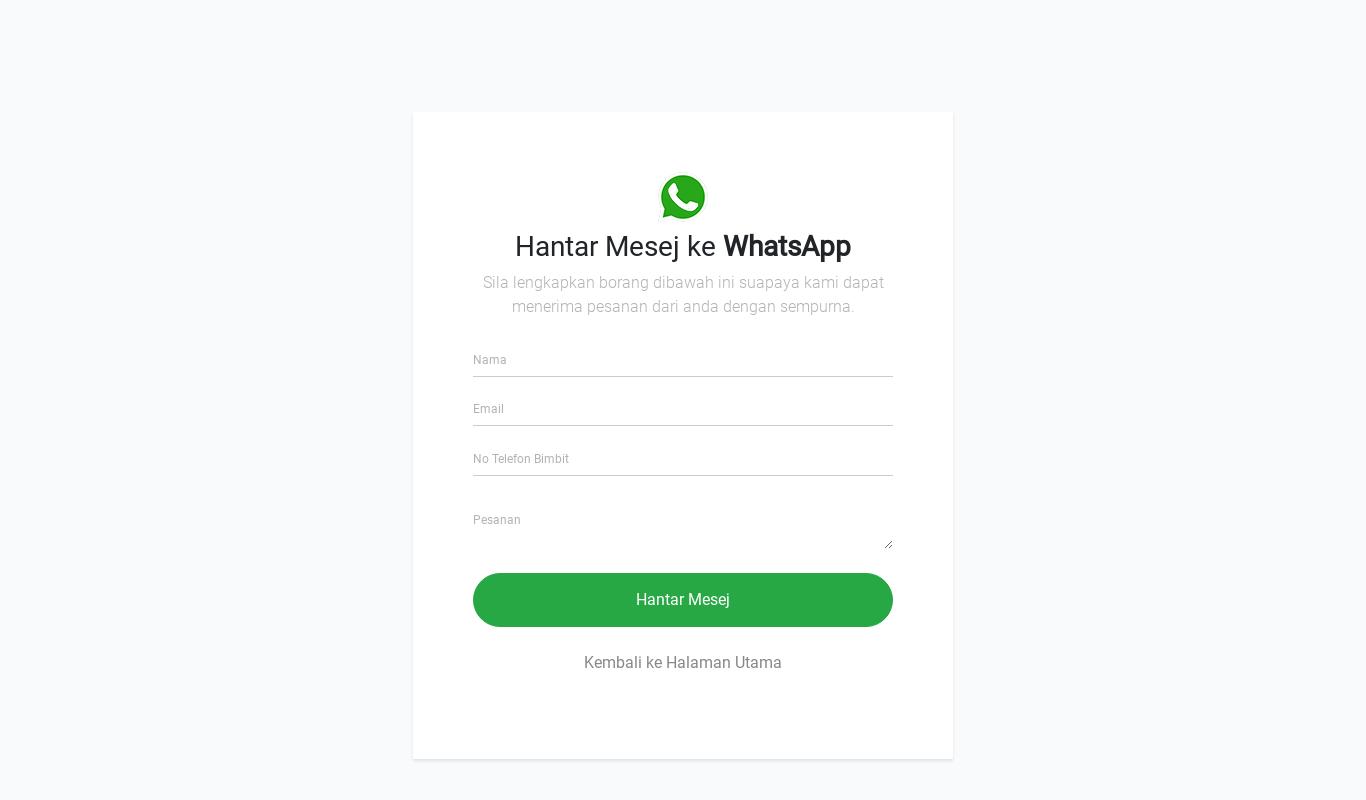 Hantar Mesej ke WhatsApp
Sila lengkapkan borang dibawah ini suapaya kami dapat
menerima pesanan dari anda dengan sempurna.
Nama
Email
No Telefon Bimbit
Pesanan
Hantar Mesej
Kembali ke Halaman Utama